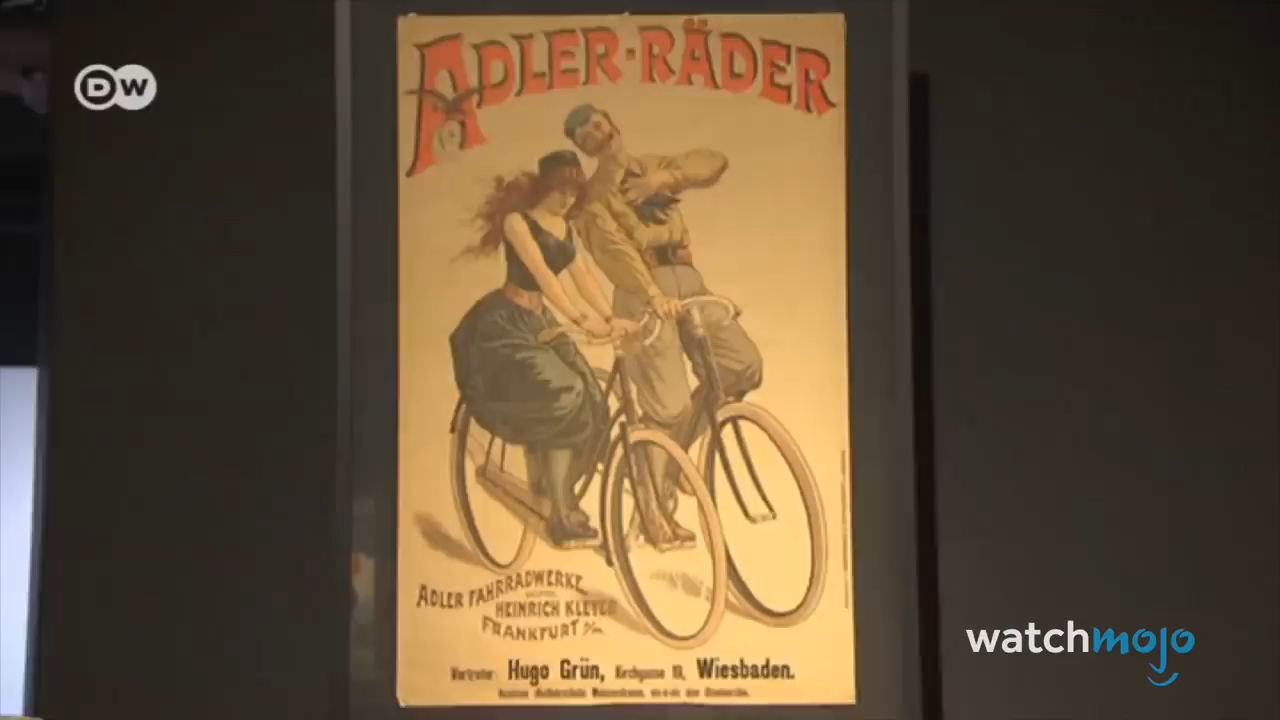 DW
ADLER-RÄDER
ADLER FAHRRADWERKE
HEINRICH KLEYER
FRANKFURT a/m
Vertreter: Hugo Grün, Kirchgasse 19, Wiesbaden.
watchmojo